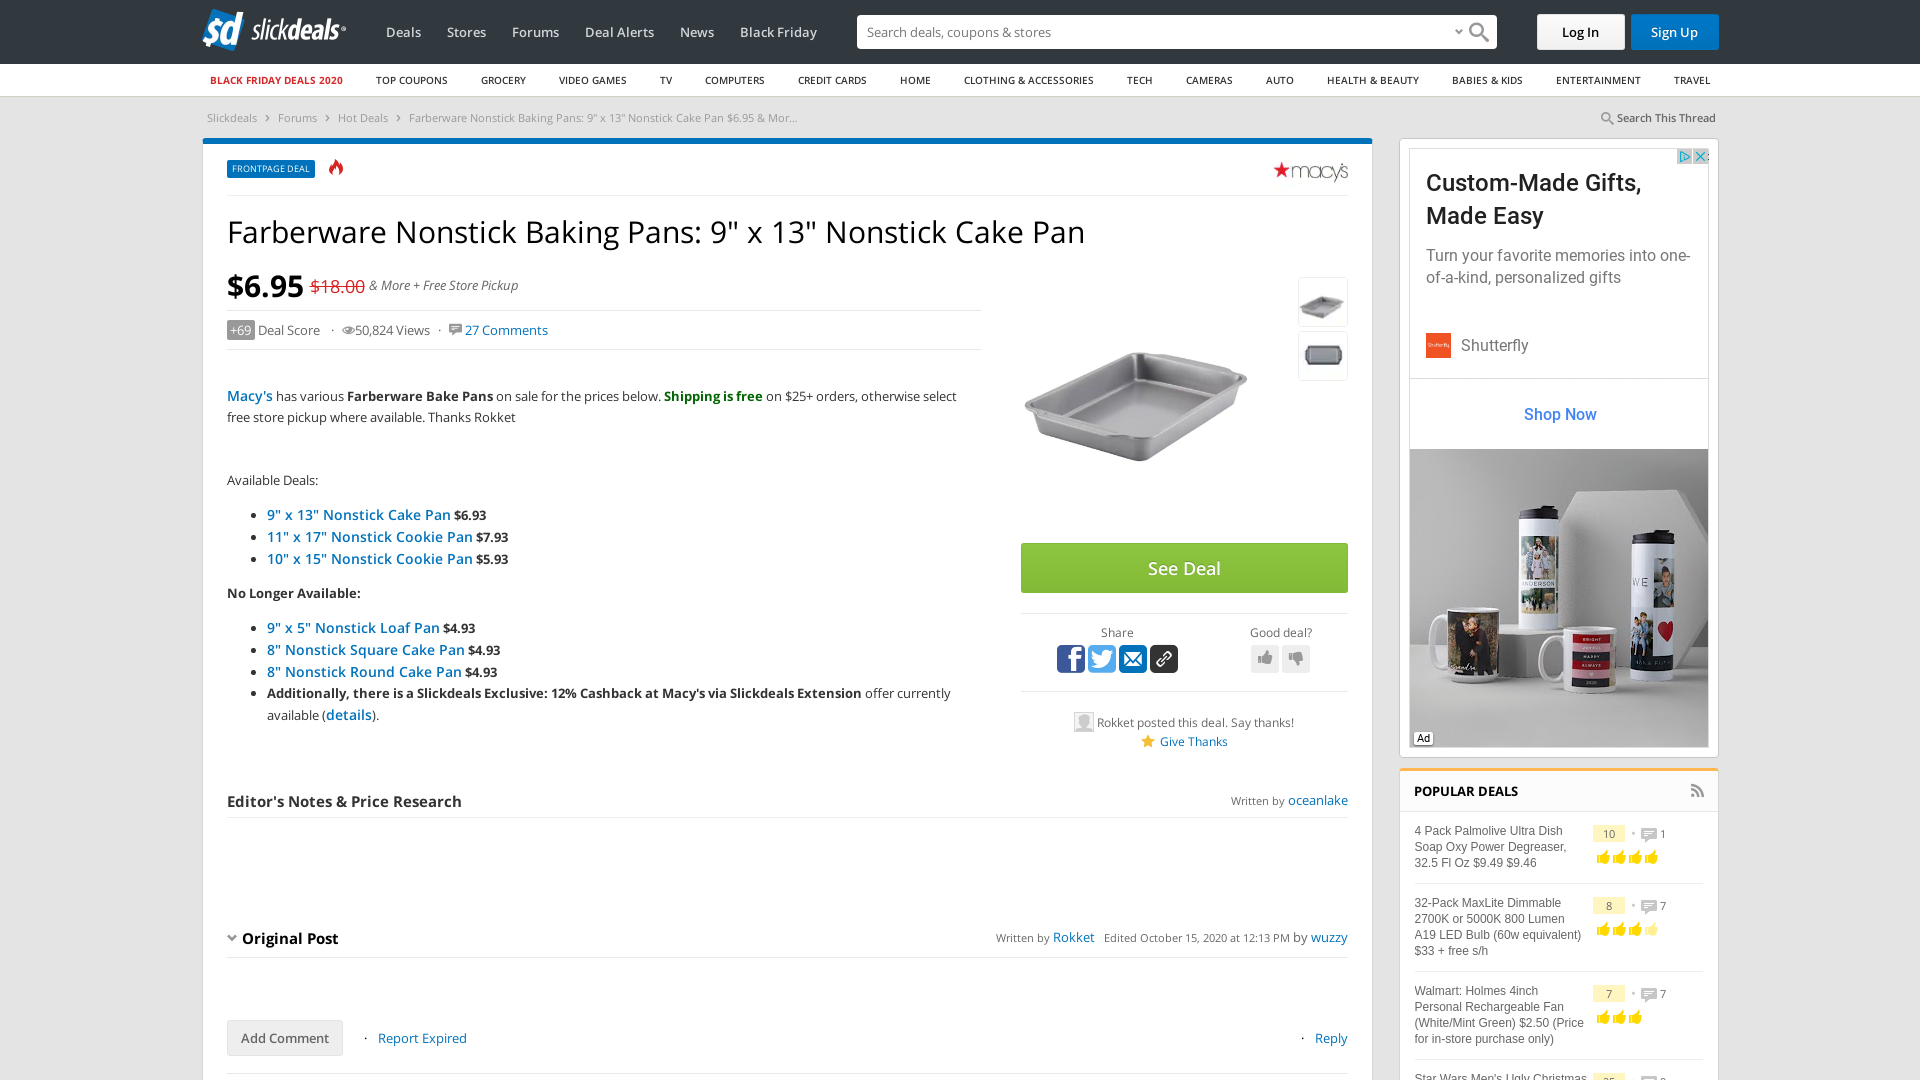 sd slickdeals
Deals Stores Forums Deal Alerts News Black Friday
Search deals, coupons & stores
Log In Sign Up
BLACK FRIDAY DEALS 2020 TOP COUPONS GROCERY VIDEO GAMES TV COMPUTERS CREDIT CARDS HOME CLOTHING & ACCESSORIES TECH CAMERAS AUTO HEALTH & BEAUTY BABIES & KIDS ENTERTAINMENT TRAVEL
Slickdeals › Forums › Hot Deals › Farberware Nonstick Baking Pans: 9" x 13" Nonstick Cake Pan $6.95 & Mor...
Search This Thread
FRONTPAGE DEAL
macy's
Farberware Nonstick Baking Pans: 9" x 13" Nonstick Cake Pan
$6.95 $18.00 & More + Free Store Pickup
+69 Deal Score · 50,824 Views · 27 Comments
Macy's has various Farberware Bake Pans on sale for the prices below. Shipping is free on $25+ orders, otherwise select
free store pickup where available. Thanks Rokket
Available Deals:
• 9" x 13" Nonstick Cake Pan $6.93
• 11" x 17" Nonstick Cookie Pan $7.93
• 10" x 15" Nonstick Cookie Pan $5.93
No Longer Available:
• 9" x 5" Nonstick Loaf Pan $4.93
• 8" Nonstick Square Cake Pan $4.93
• 8" Nonstick Round Cake Pan $4.93
• Additionally, there is a Slickdeals Exclusive: 12% Cashback at Macy's via Slickdeals Extension offer currently
available (details).
See Deal
Share
Good deal?
Rokket posted this deal. Say thanks!
Give Thanks
Editor's Notes & Price Research
Written by oceanlake
Original Post
Written by Rokket Edited October 15, 2020 at 12:13 PM by wuzzy
Add Comment · Report Expired
· Reply
Custom-Made Gifts,
Made Easy
Turn your favorite memories into one-
of-a-kind, personalized gifts
Shutterfly
Shop Now
ANDERSON
WE
BRIGHT
HAPPY
ALWAYS
2020
Ad
POPULAR DEALS
4 Pack Palmolive Ultra Dish
Soap Oxy Power Degreaser,
32.5 Fl Oz $9.49 $9.46
10 • 1
32-Pack MaxLite Dimmable
2700K or 5000K 800 Lumen
A19 LED Bulb (60w equivalent)
$33 + free s/h
8 • 7
Walmart: Holmes 4inch
Personal Rechargeable Fan
(White/Mint Green) $2.50 (Price
for in-store purchase only)
7 • 7
Star Wars Men's Ugly Christmas